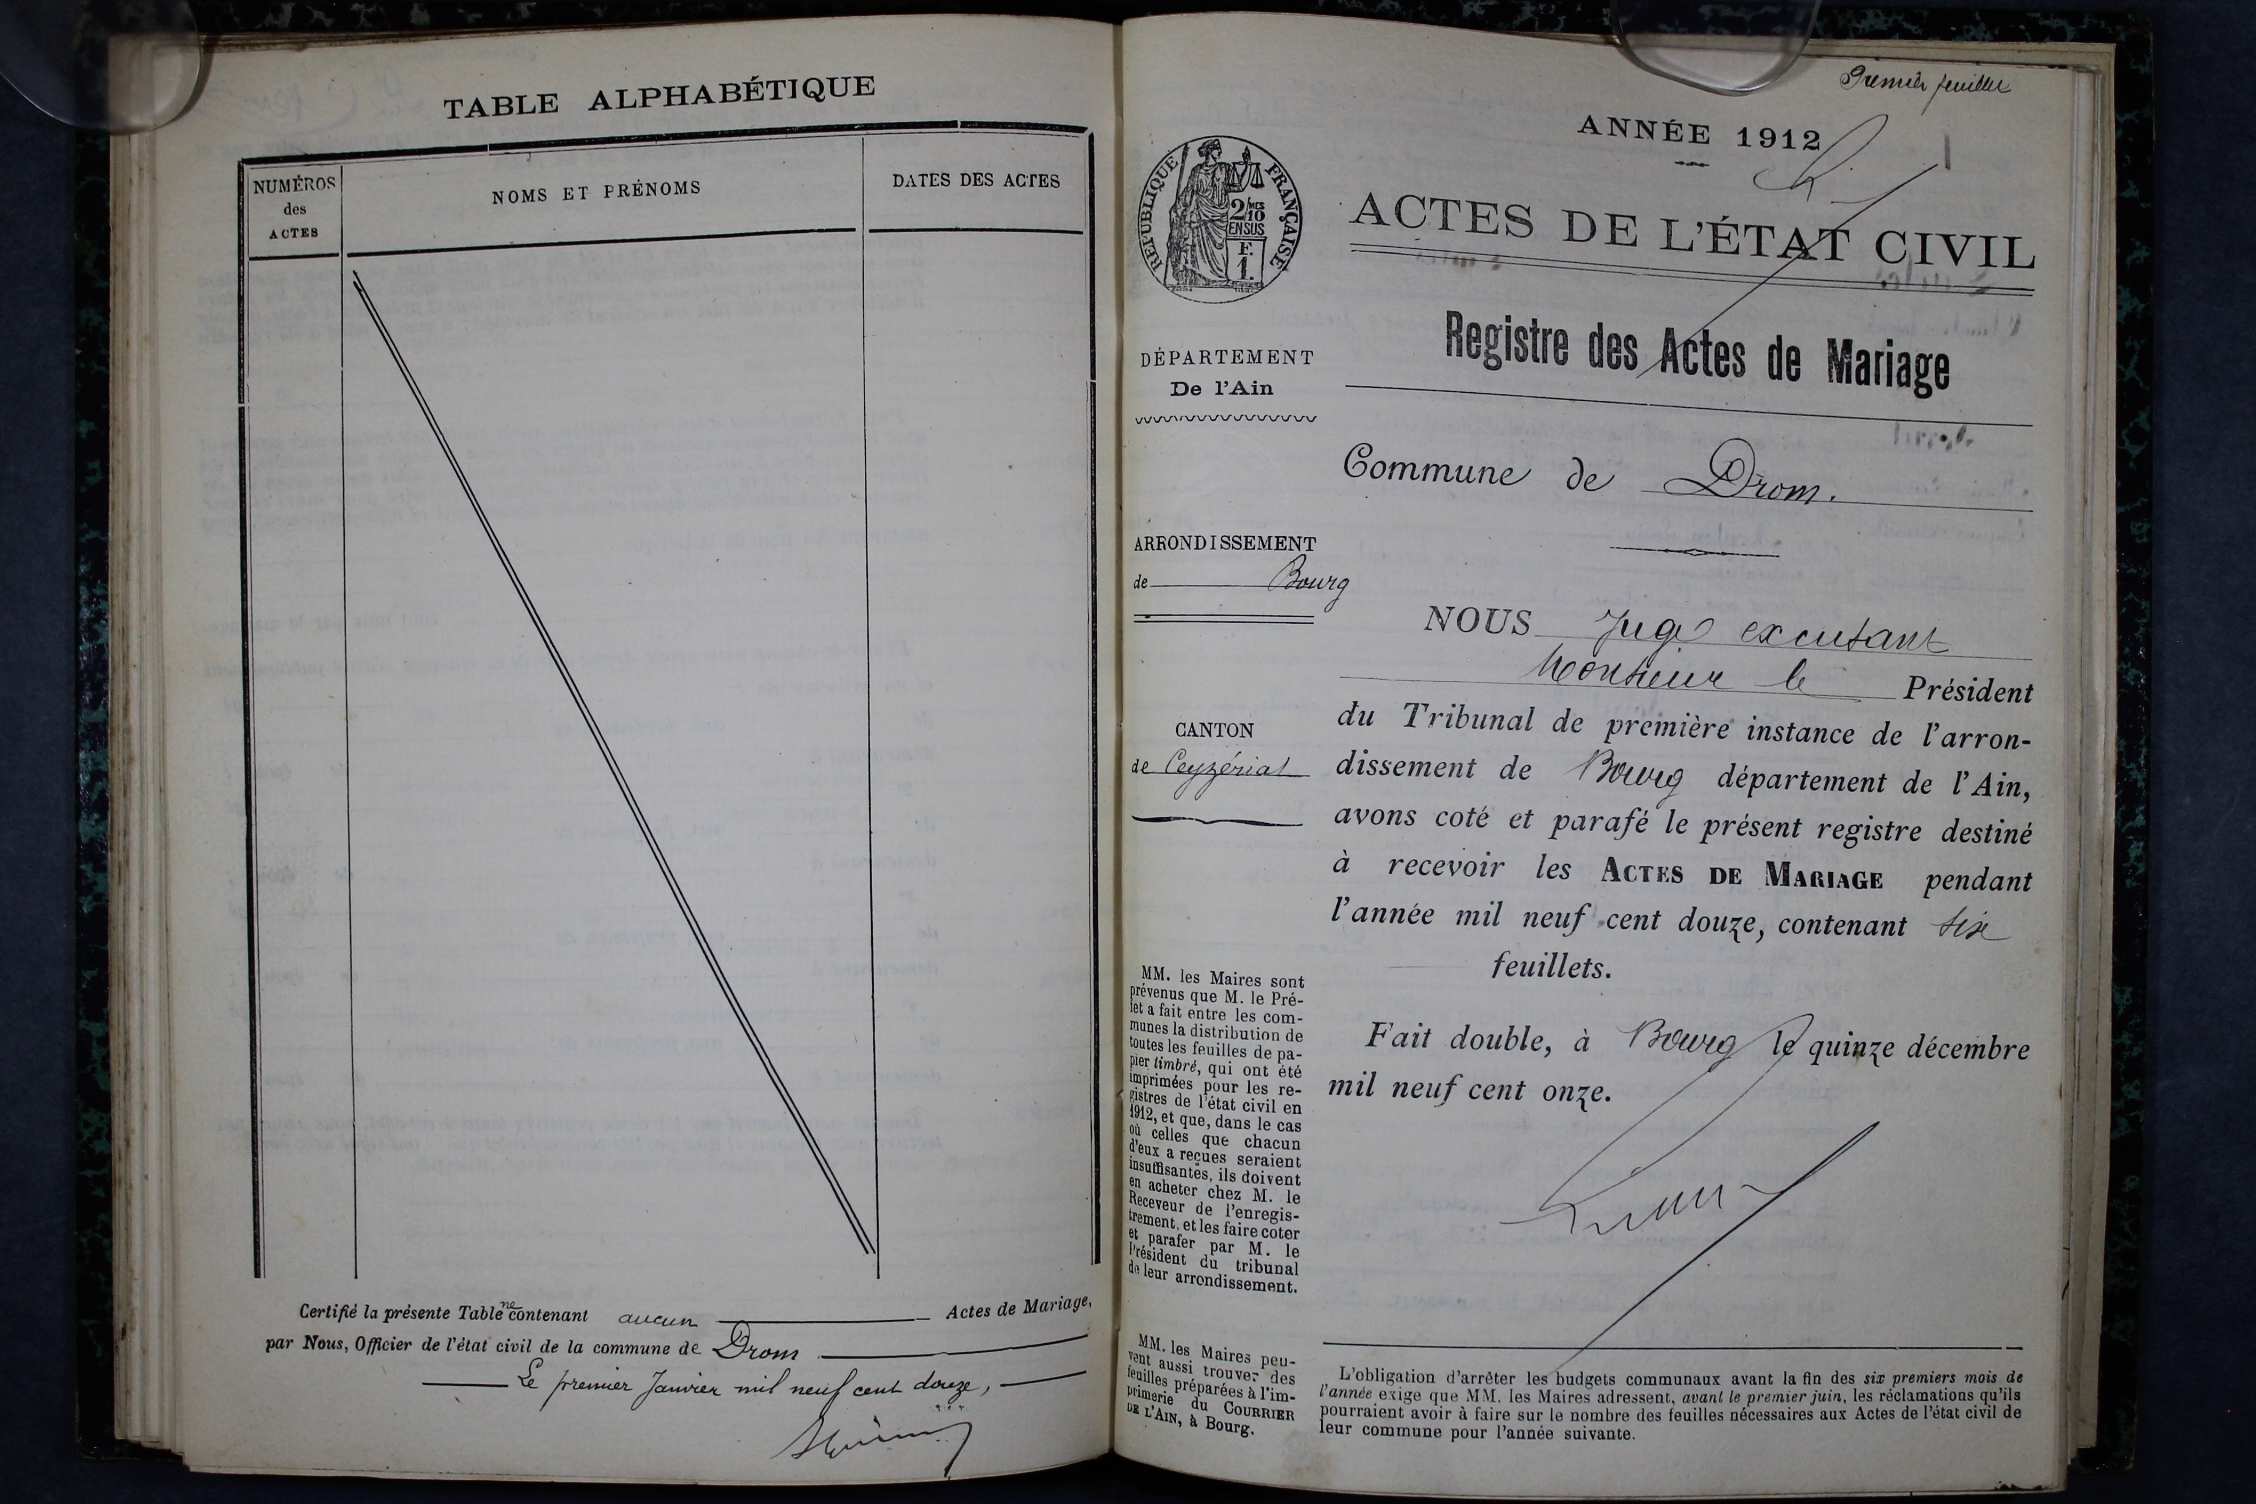 TABLE ALPHABÉTIQUE
NUMÉROS
des
ACTES
NOMS ET PRÉNOMS
DATES DES ACTES
Certifié la présente Table ne contenant aucun Actes de Mariage,
par Nous, Officier de l'état civil de la commune de Drom
Le premier Janvier mil neuf cent douze,
Premier feuillet
ANNÉE 1912
RÉPUBLIQUE FRANÇAISE
2/10 MES
EN SUS
F.
1.
ACTES DE L'ÉTAT CIVIL
Registre des Actes de Mariage
DÉPARTEMENT
De l'Ain
Commune de Drom.
ARRONDISSEMENT
de Bourg
CANTON
de Ceyzériat
NOUS Juge excusant
Monsieur le Président
du Tribunal de première instance de l'arron-
dissement de Bourg département de l'Ain,
avons coté et parafé le présent registre destiné
à recevoir les ACTES DE MARIAGE pendant
l'année mil neuf cent douze, contenant six
feuillets.
Fait double, à Bourg le quinze décembre
mil neuf cent onze.
MM. les Maires sont
prévenus que M. le Pré-
fet a fait entre les com-
munes la distribution de
toutes les feuilles de pa-
pier timbré, qui ont été
imprimées pour les re-
gistres de l'état civil en
1912, et que, dans le cas
où celles que chacun
d'eux a reçues seraient
insuffisantes, ils doivent
en acheter chez M. le
Receveur de l'enregis-
trement, et les faire coter
et parafer par M. le
Président du tribunal
de leur arrondissement.
MM. les Maires peu-
vent aussi trouver des
feuilles préparées à l'im-
primerie du COURRIER
DE L'AIN, à Bourg.
L'obligation d'arrêter les budgets communaux avant la fin des six premiers mois de
l'année exige que MM. les Maires adressent, avant le premier juin, les réclamations qu'ils
pourraient avoir à faire sur le nombre des feuilles nécessaires aux Actes de l'état civil de
leur commune pour l'année suivante.